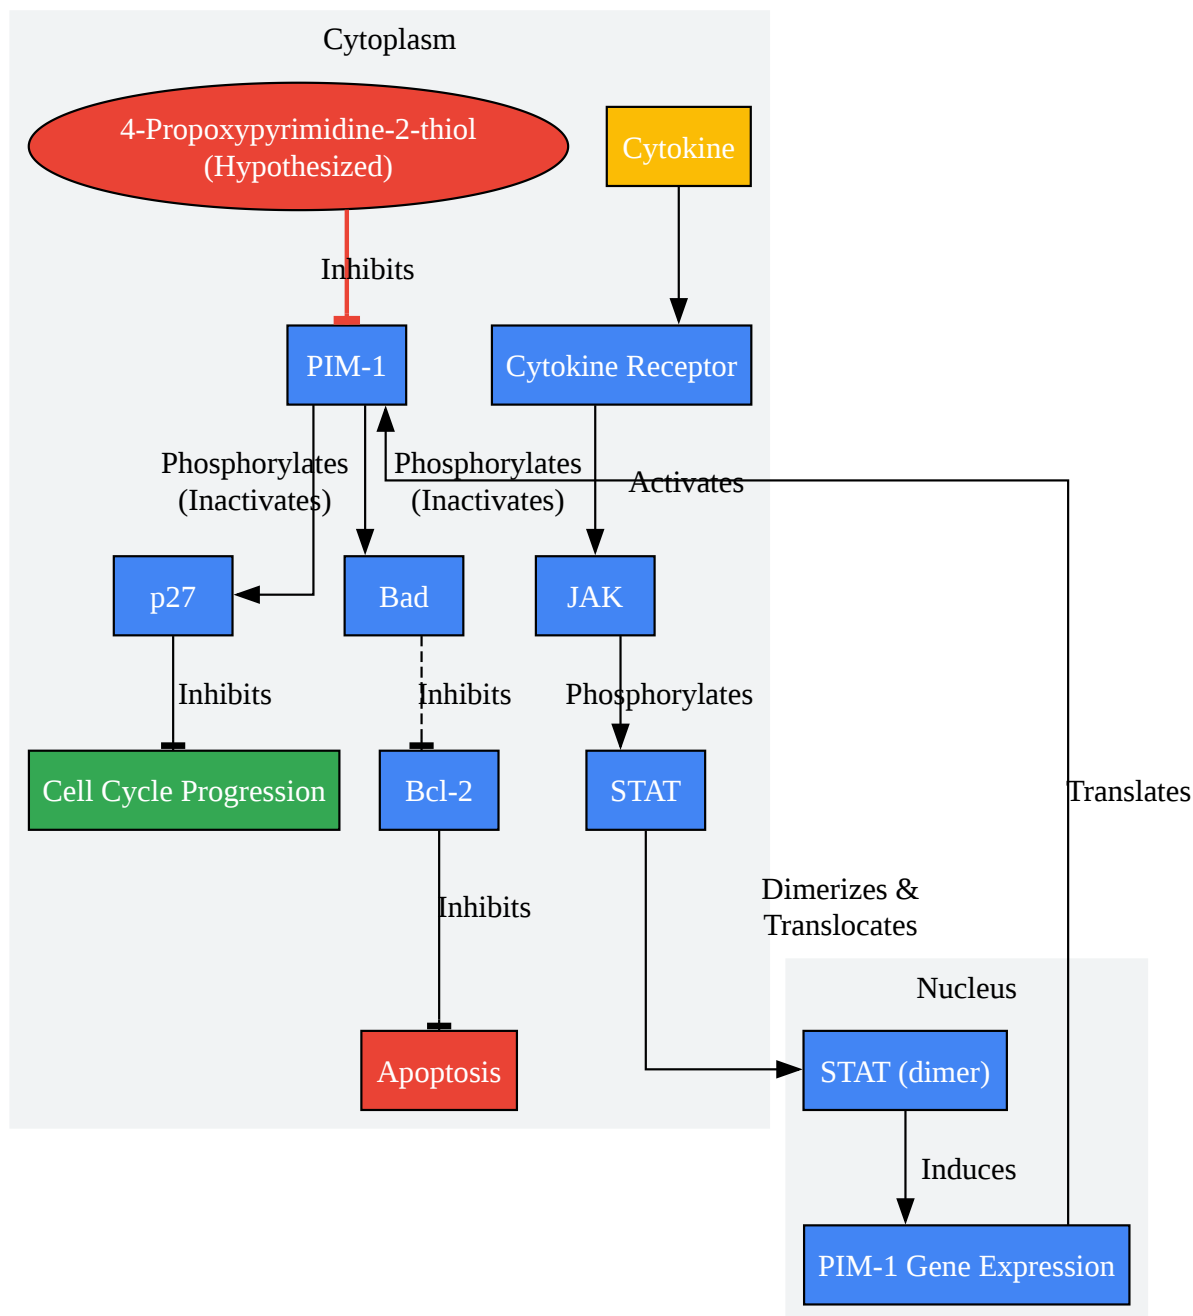 Cytoplasm
4-Propoxypyrimidine-2-thiol
(Hypothesized)
Cytokine
Inhibits
PIM-1
Cytokine Receptor
Phosphorylates
(Inactivates)
Phosphorylates
(Inactivates)
Activates
p27
Bad
JAK
Inhibits
Inhibits
Phosphorylates
Cell Cycle Progression
Bcl-2
STAT
Translates
Inhibits
Dimerizes &
Translocates
Nucleus
Apoptosis
STAT (dimer)
Induces
PIM-1 Gene Expression